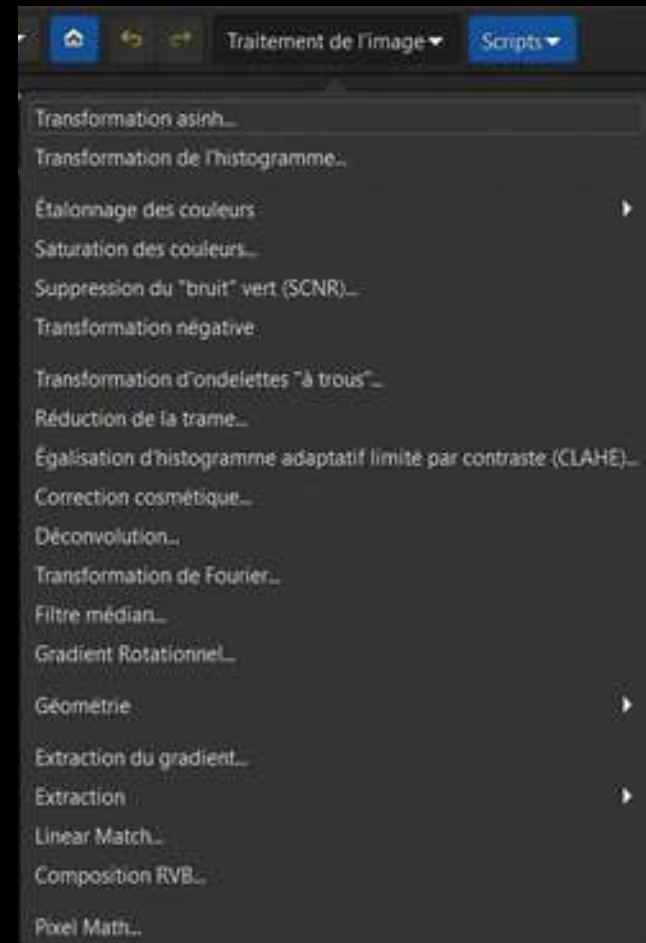 Traitement de l'image
Scripts
Transformation asinh...
Transformation de l'histogramme...
Étalonnage des couleurs
Saturation des couleurs...
Suppression du "bruit" vert (SCNR)...
Transformation négative
Transformation d'ondelettes "à trous"...
Réduction de la trame...
Égalisation d'histogramme adaptatif limité par contraste (CLAHE)...
Correction cosmétique...
Déconvolution...
Transformation de Fourier...
Filtre médian...
Gradient Rotationnel...
Géométrie
Extraction du gradient...
Extraction
Linear Match...
Composition RVB...
Pixel Math...